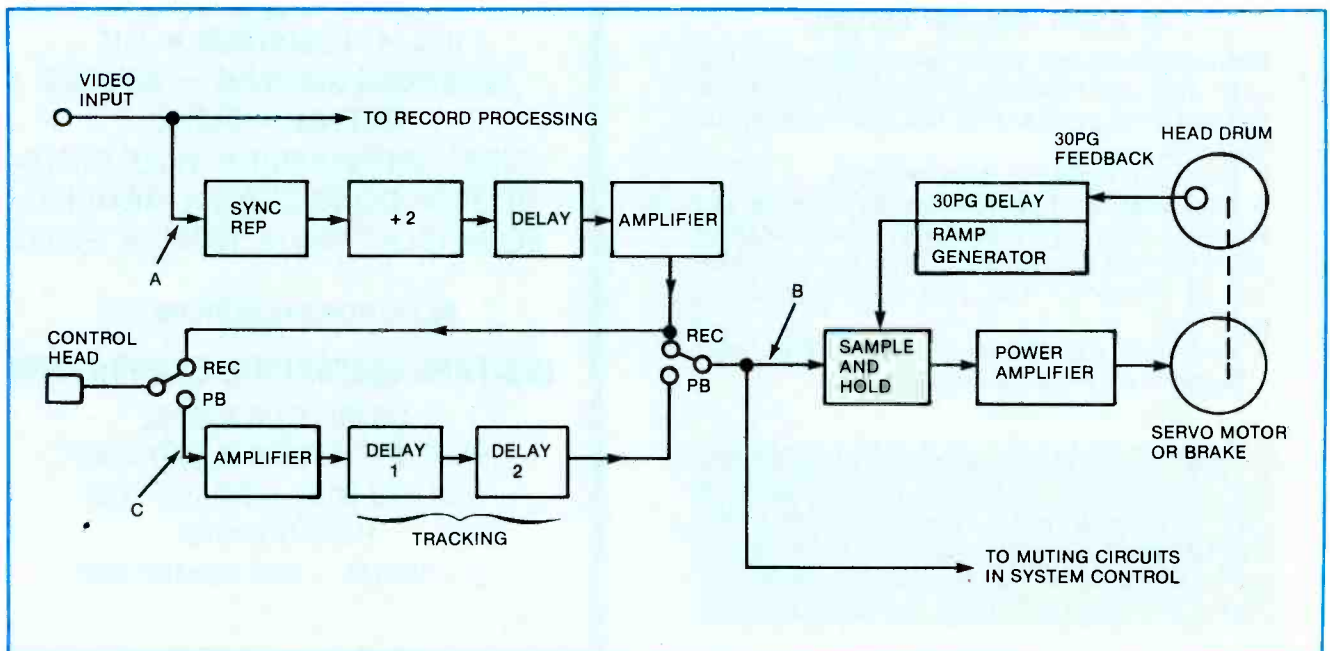 VIDEO
INPUT
TO RECORD PROCESSING
HEAD DRUM
30PG
FEEDBACK
SYNC
REP
+2
DELAY
AMPLIFIER
30PG DELAY
RAMP
GENERATOR
A
B
CONTROL
HEAD
REC
PB
REC
PB
SAMPLE
AND
HOLD
POWER
AMPLIFIER
SERVO MOTOR
OR BRAKE
C
AMPLIFIER
DELAY
1
DELAY
2
TRACKING
TO MUTING CIRCUITS
IN SYSTEM CONTROL